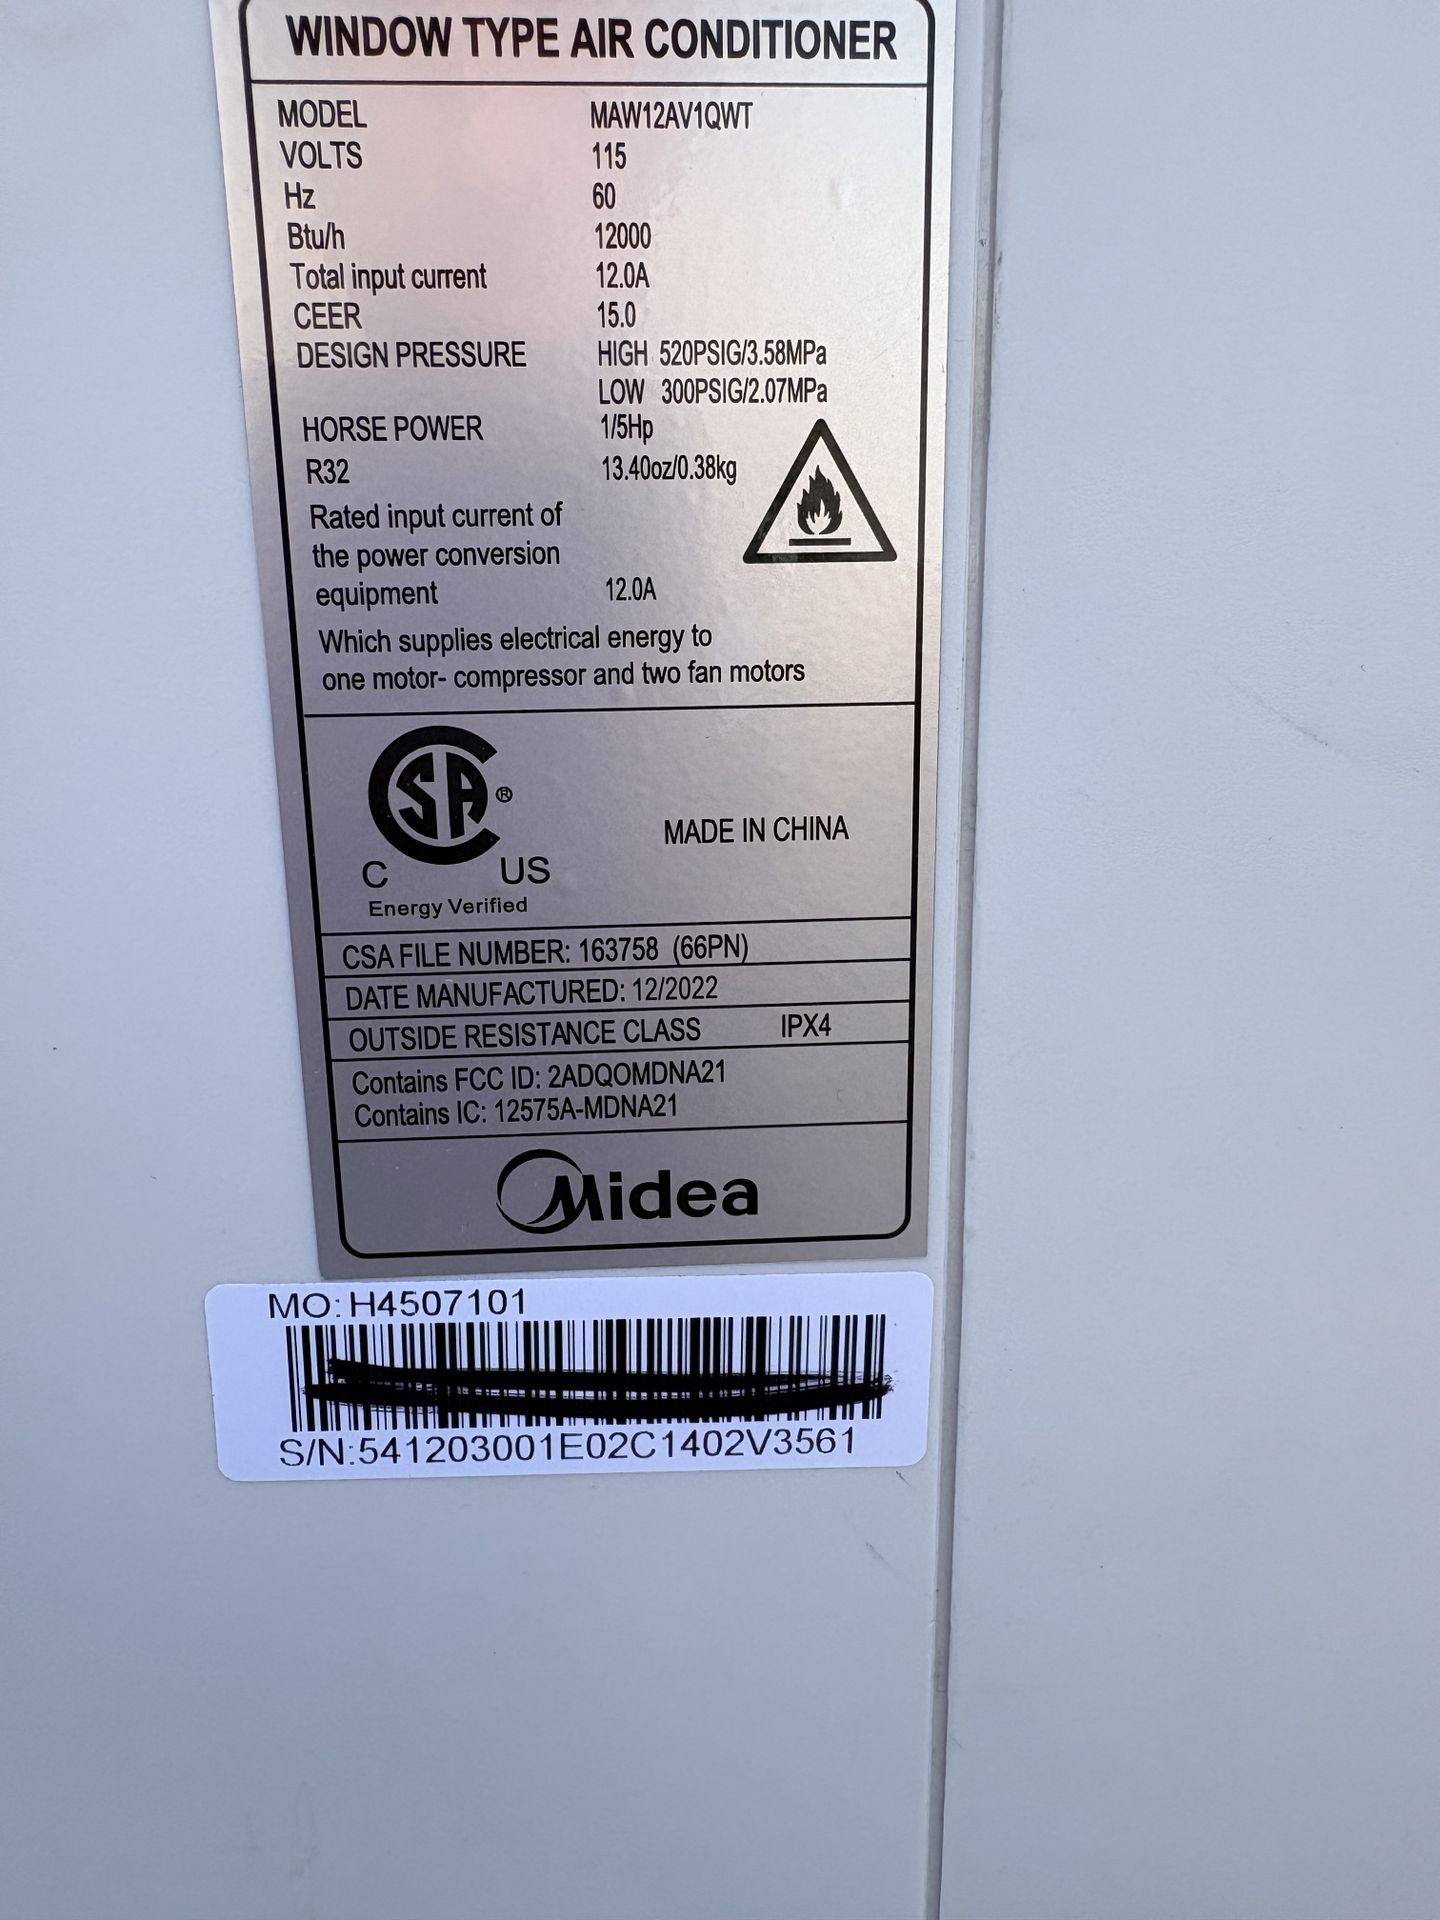 WINDOW TYPE AIR CONDITIONER
MODEL MAW12AV1QWT
VOLTS 115
Hz 60
Btu/h 12000
Total input current 12.0A
CEER 15.0
DESIGN PRESSURE HIGH 520PSIG/3.58MPa
LOW 300PSIG/2.07MPa
HORSE POWER 1/5Hp
R32 13.40oz/0.38kg
Rated input current of
the power conversion
equipment 12.0A
Which supplies electrical energy to
one motor- compressor and two fan motors
CSA ®
C US
Energy Verified
MADE IN CHINA
CSA FILE NUMBER: 163758 (66PN)
DATE MANUFACTURED: 12/2022
OUTSIDE RESISTANCE CLASS IPX4
Contains FCC ID: 2ADQOMDNA21
Contains IC: 12575A-MDNA21
Midea
MO: H4507101
S/N:541203001E02C1402V3561